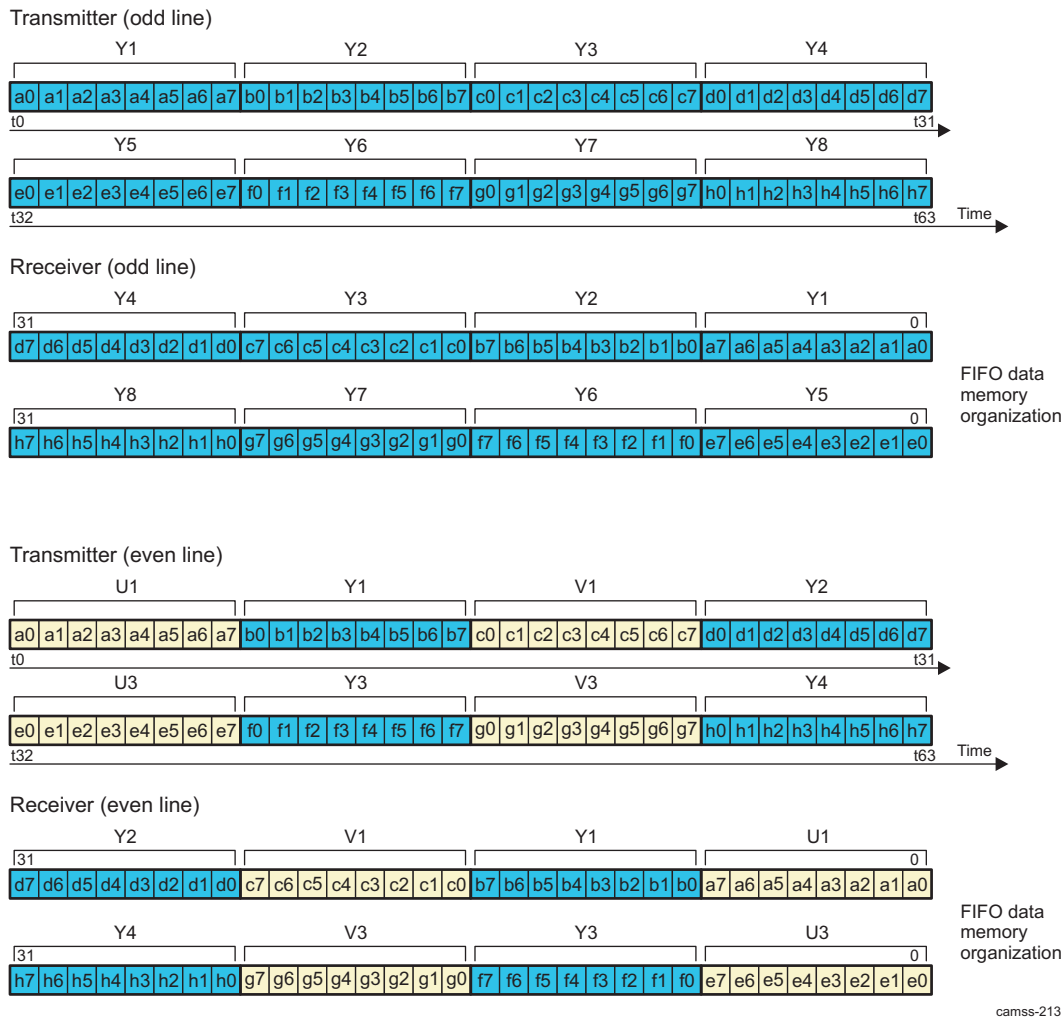 Transmitter (odd line)
Y1 Y2 Y3 Y4
a0 a1 a2 a3 a4 a5 a6 a7 b0 b1 b2 b3 b4 b5 b6 b7 c0 c1 c2 c3 c4 c5 c6 c7 d0 d1 d2 d3 d4 d5 d6 d7
t0 t31
Y5 Y6 Y7 Y8
e0 e1 e2 e3 e4 e5 e6 e7 f0 f1 f2 f3 f4 f5 f6 f7 g0 g1 g2 g3 g4 g5 g6 g7 h0 h1 h2 h3 h4 h5 h6 h7
t32 t63 Time
Rreceiver (odd line)
Y4 Y3 Y2 Y1
31 0
d7 d6 d5 d4 d3 d2 d1 d0 c7 c6 c5 c4 c3 c2 c1 c0 b7 b6 b5 b4 b3 b2 b1 b0 a7 a6 a5 a4 a3 a2 a1 a0
Y8 Y7 Y6 Y5
31 0
h7 h6 h5 h4 h3 h2 h1 h0 g7 g6 g5 g4 g3 g2 g1 g0 f7 f6 f5 f4 f3 f2 f1 f0 e7 e6 e5 e4 e3 e2 e1 e0
FIFO data
memory
organization
Transmitter (even line)
U1 Y1 V1 Y2
a0 a1 a2 a3 a4 a5 a6 a7 b0 b1 b2 b3 b4 b5 b6 b7 c0 c1 c2 c3 c4 c5 c6 c7 d0 d1 d2 d3 d4 d5 d6 d7
t0 t31
U3 Y3 V3 Y4
e0 e1 e2 e3 e4 e5 e6 e7 f0 f1 f2 f3 f4 f5 f6 f7 g0 g1 g2 g3 g4 g5 g6 g7 h0 h1 h2 h3 h4 h5 h6 h7
t32 t63 Time
Receiver (even line)
Y2 V1 Y1 U1
31 0
d7 d6 d5 d4 d3 d2 d1 d0 c7 c6 c5 c4 c3 c2 c1 c0 b7 b6 b5 b4 b3 b2 b1 b0 a7 a6 a5 a4 a3 a2 a1 a0
Y4 V3 Y3 U3
31 0
h7 h6 h5 h4 h3 h2 h1 h0 g7 g6 g5 g4 g3 g2 g1 g0 f7 f6 f5 f4 f3 f2 f1 f0 e7 e6 e5 e4 e3 e2 e1 e0
FIFO data
memory
organization
camss-213